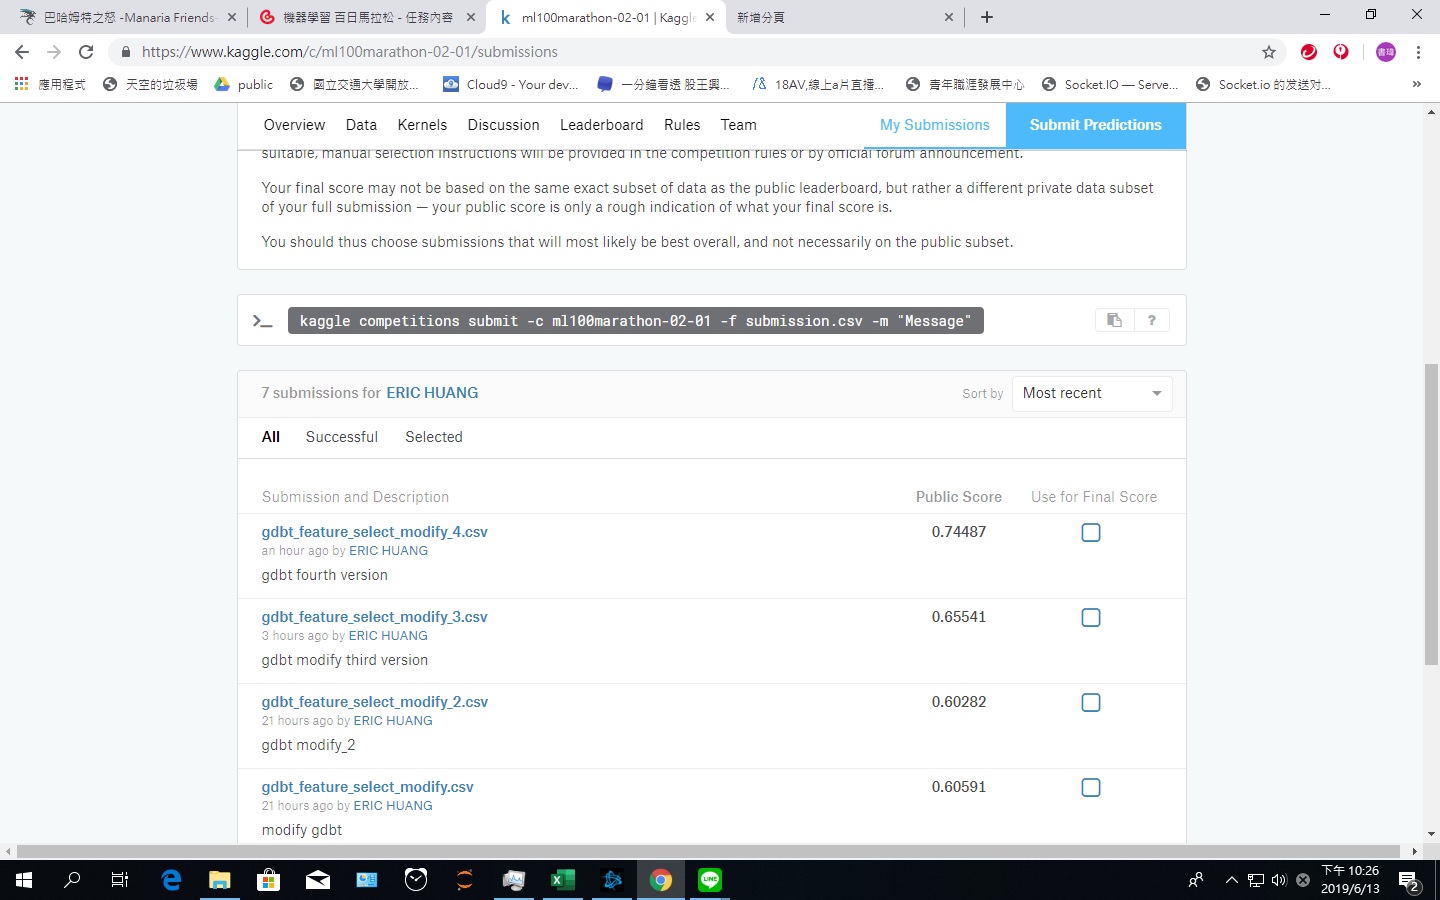 巴哈姆特之怒 -Manaria Friends-
機器學習 百日馬拉松 - 任務內容
ml100marathon-02-01 | Kaggle
新增分頁
https://www.kaggle.com/c/ml100marathon-02-01/submissions
書瑋
應用程式
天空的垃圾場
public
國立交通大學開放...
Cloud9 - Your dev...
一分鐘看透 股王興...
18AV,線上a片直播...
青年職涯發展中心
Socket.IO — Serve...
Socket.io 的发送对...
»
Overview Data Kernels Discussion Leaderboard Rules Team My Submissions Submit Predictions
suitable, manual selection instructions will be provided in the competition rules or by official forum announcement.
Your final score may not be based on the same exact subset of data as the public leaderboard, but rather a different private data subset
of your full submission — your public score is only a rough indication of what your final score is.
You should thus choose submissions that will most likely be best overall, and not necessarily on the public subset.
>_ kaggle competitions submit -c ml100marathon-02-01 -f submission.csv -m "Message" ?
7 submissions for ERIC HUANG Sort by Most recent
All Successful Selected
Submission and Description Public Score Use for Final Score
gdbt_feature_select_modify_4.csv 0.74487
an hour ago by ERIC HUANG
gdbt fourth version
gdbt_feature_select_modify_3.csv 0.65541
3 hours ago by ERIC HUANG
gdbt modify third version
gdbt_feature_select_modify_2.csv 0.60282
21 hours ago by ERIC HUANG
gdbt modify_2
gdbt_feature_select_modify.csv 0.60591
21 hours ago by ERIC HUANG
modify gdbt
LINE
下午 10:26
2019/6/13
2